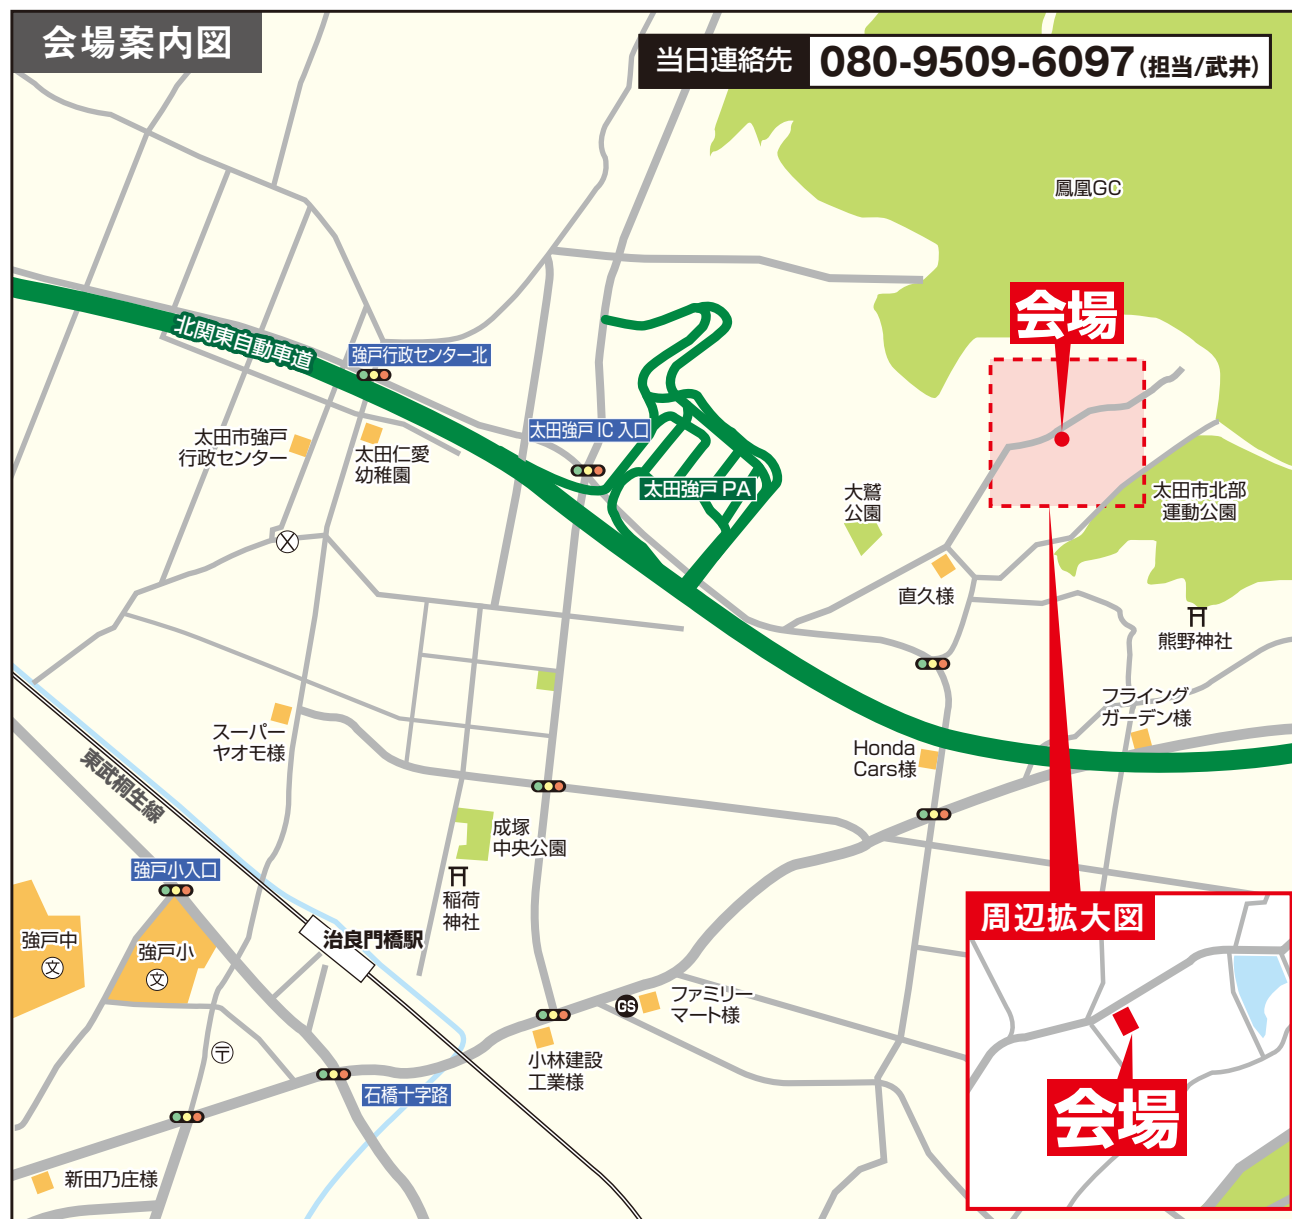 会場案内図
当日連絡先 080-9509-6097(担当/武井)
鳳凰GC
会場
北関東自動車道
強戸行政センター北
太田強戸 IC 入口
太田市強戸
行政センター
太田仁愛
幼稚園
太田強戸 PA
大鷲
公園
太田市北部
運動公園
直久様
熊野神社
フライング
ガーデン様
スーパー
ヤオモ様
Honda
Cars様
東武桐生線
成塚
中央公園
強戸小入口
稲荷
神社
周辺拡大図
強戸中
文
強戸小
文
治良門橋駅
GS
ファミリー
マート様
小林建設
工業様
〒
石橋十字路
会場
新田乃庄様